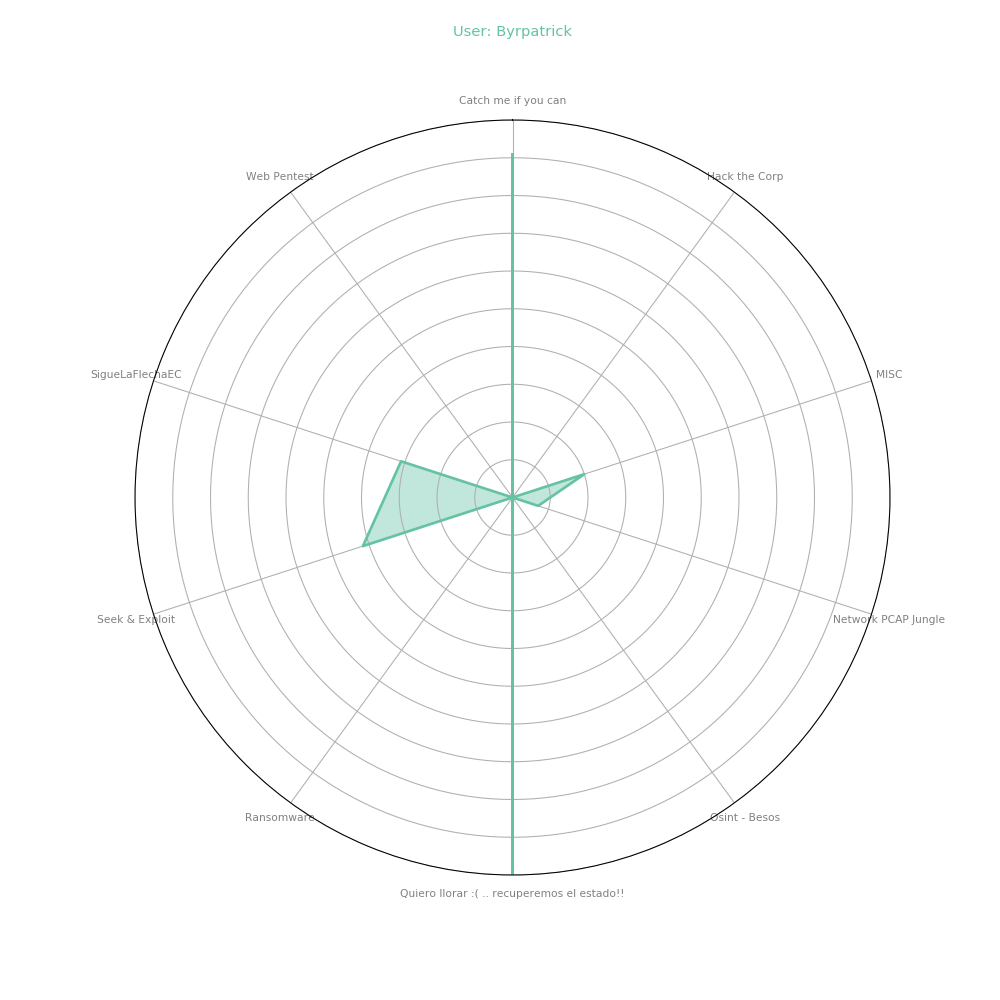 User: Byrpatrick
Catch me if you can
Web Pentest
Hack the Corp
SigueLaFlechaEC
MISC
Seek & Exploit
Network PCAP Jungle
Ransomware
Osint - Besos
Quiero llorar :( .. recuperemos el estado!!